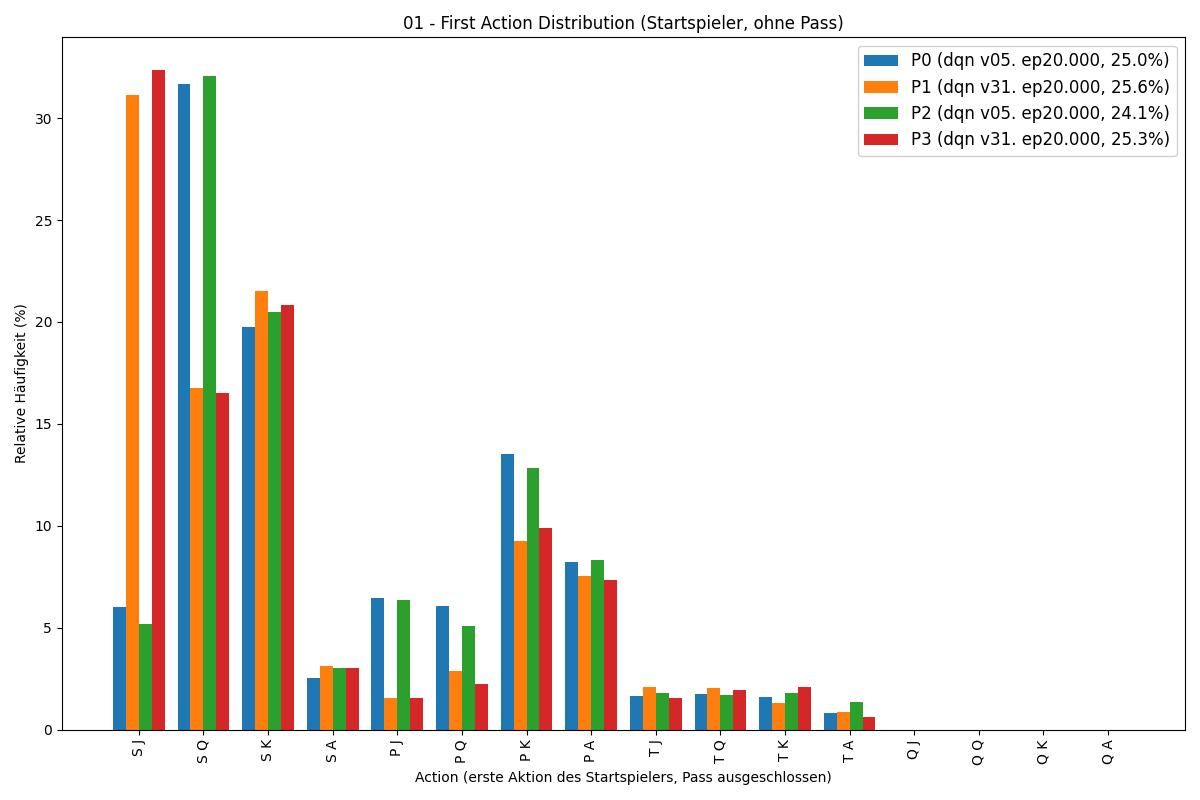 01 - First Action Distribution (Startspieler, ohne Pass)
P0 (dqn v05. ep20.000, 25.0%)
P1 (dqn v31. ep20.000, 25.6%)
P2 (dqn v05. ep20.000, 24.1%)
P3 (dqn v31. ep20.000, 25.3%)
Relative Häufigkeit (%)
30
25
20
15
10
5
0
S J
S Q
S K
S A
P J
P Q
P K
P A
T J
T Q
T K
T A
Q J
Q Q
Q K
Q A
Action (erste Aktion des Startspielers, Pass ausgeschlossen)